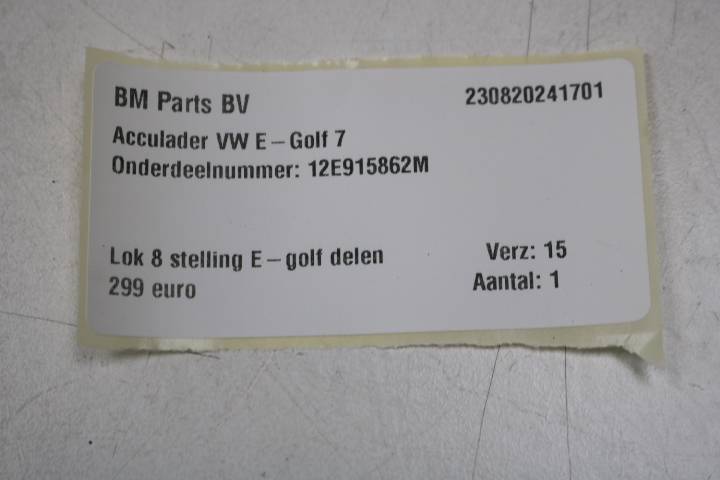 BM Parts BV 230820241701
Acculader VW E-Golf 7
Onderdeelnummer: 12E915862M
Lok 8 stelling E-golf delen Verz: 15
299 euro Aantal: 1